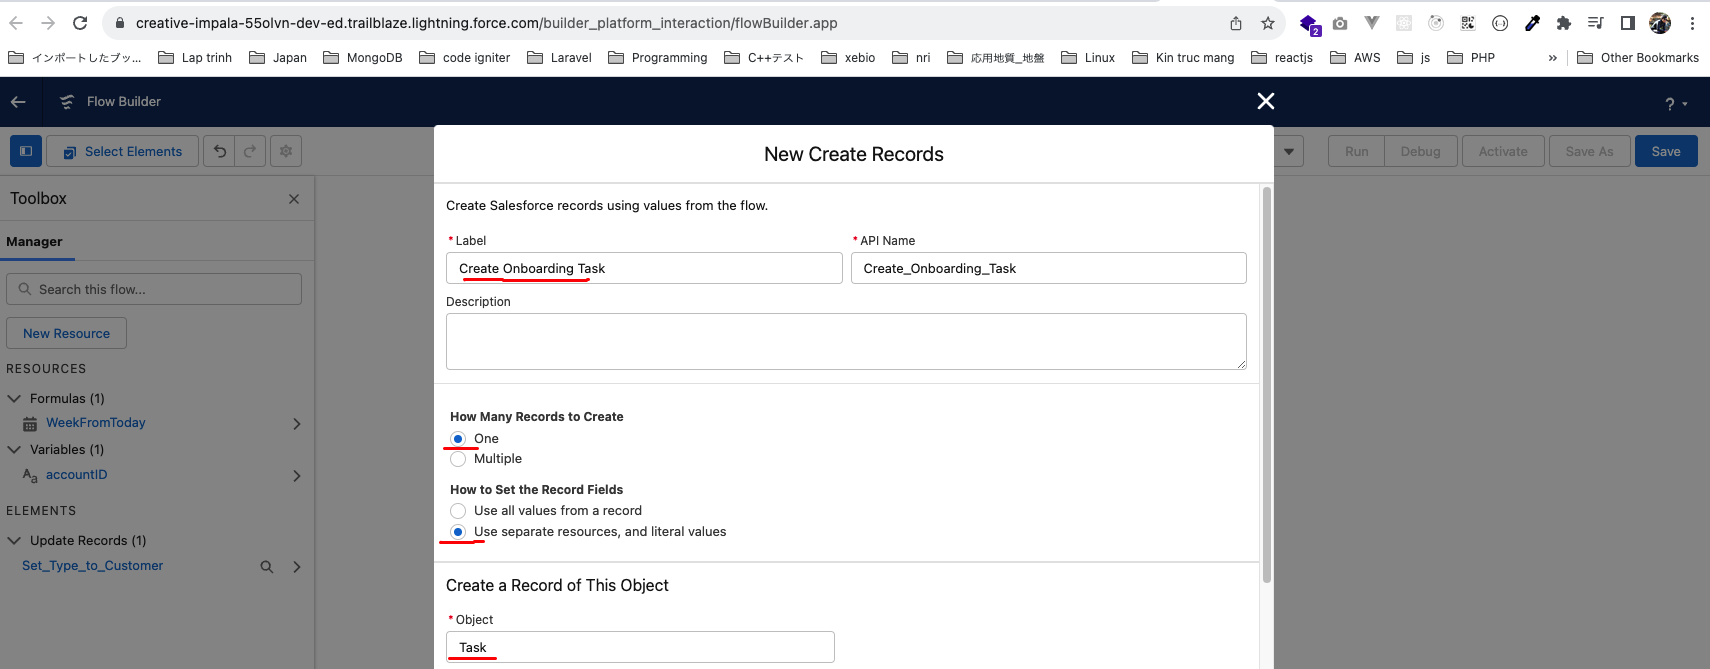 creative-impala-55olvn-dev-ed.trailblaze.lightning.force.com/builder_platform_interaction/flowBuilder.app
2
インポートしたブッ... Lap trinh Japan MongoDB code igniter Laravel Programming C++テスト xebio nri 応用地質_地盤 Linux Kin truc mang reactjs AWS js PHP » Other Bookmarks
Flow Builder
?
Select Elements
Run Debug Activate Save As Save
Toolbox
Manager
Search this flow...
New Resource
RESOURCES
Formulas (1)
WeekFromToday
Variables (1)
Aa accountID
ELEMENTS
Update Records (1)
Set_Type_to_Customer
New Create Records
Create Salesforce records using values from the flow.
* Label * API Name
Create Onboarding Task Create_Onboarding_Task
Description
How Many Records to Create
One
Multiple
How to Set the Record Fields
Use all values from a record
Use separate resources, and literal values
Create a Record of This Object
* Object
Task